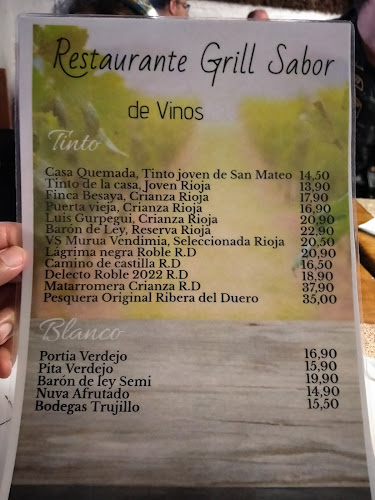 Restaurante Grill Sabor
de Vinos
Tinto
Casa Quemada, Tinto joven de San Mateo 14,50
Tinto de la casa, Joven Rioja 13,90
Finca Besaya, Crianza Rioja 17,90
Puerta vieja, Crianza Rioja 16,90
Luis Gurpegui, Crianza Rioja 20,90
Barón de Ley, Reserva Rioja 22,90
VS Murua Vendimia, Seleccionada Rioja 20,50
Lágrima negra Roble R.D 20,90
Camino de castilla R.D 16,50
Delecto Roble 2022 R.D 18,90
Matarromera Crianza R.D 37,90
Pesquera Original Ribera del Duero 35,00
Blanco
Portia Verdejo 16,90
Pita Verdejo 15,90
Barón de ley Semi 19,90
Nuva Afrutado 14,90
Bodegas Trujillo 15,50